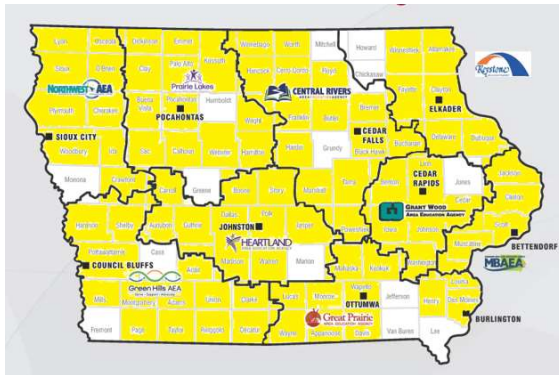 Lyon
Dickinson
Emmet
Winnebago
Worth
Mitchell
Howard
Winneshiek
Allamakee
Sioux
O'Brien
Clay
Palo Alto
Kossuth
Hancock
Cerro Gordo
Floyd
Chickasaw
Keystone
NORTHWEST AEA
Prairie Lakes
CENTRAL RIVERS
Fayette
Clayton
ELKADER
Plymouth
Cherokee
Buena Vista
Pocahontas
Humboldt
POCAHONTAS
Wright
Franklin
Butler
Bremer
CEDAR FALLS
SIOUX CITY
Woodbury
Ida
Sac
Calhoun
Webster
Hamilton
Hardin
Grundy
Black Hawk
Buchanan
Delaware
Dubuque
Monona
Crawford
Carroll
Greene
Boone
Story
Marshall
Tama
Benton
Linn
CEDAR RAPIDS
Jones
Jackson
Harrison
Shelby
Audubon
Guthrie
Dallas
Polk
Jasper
Poweshiek
Iowa
Johnson
Cedar
Clinton
Scott
JOHNSTON
HEARTLAND
GRANT WOOD
AREA EDUCATION AGENCY
BETTENDORF
Pottawattamie
Cass
Adair
Madison
Warren
Marion
Mahaska
Keokuk
Washington
Muscatine
MBAEA
COUNCIL BLUFFS
Green Hills AEA
Louisa
Mills
Montgomery
Adams
Union
Clarke
Lucas
Monroe
Wapello
OTTUMWA
Jefferson
Henry
Des Moines
BURLINGTON
Fremont
Page
Taylor
Ringgold
Decatur
Wayne
Appanoose
Davis
Van Buren
Lee
Great Prairie
AREA EDUCATION AGENCY